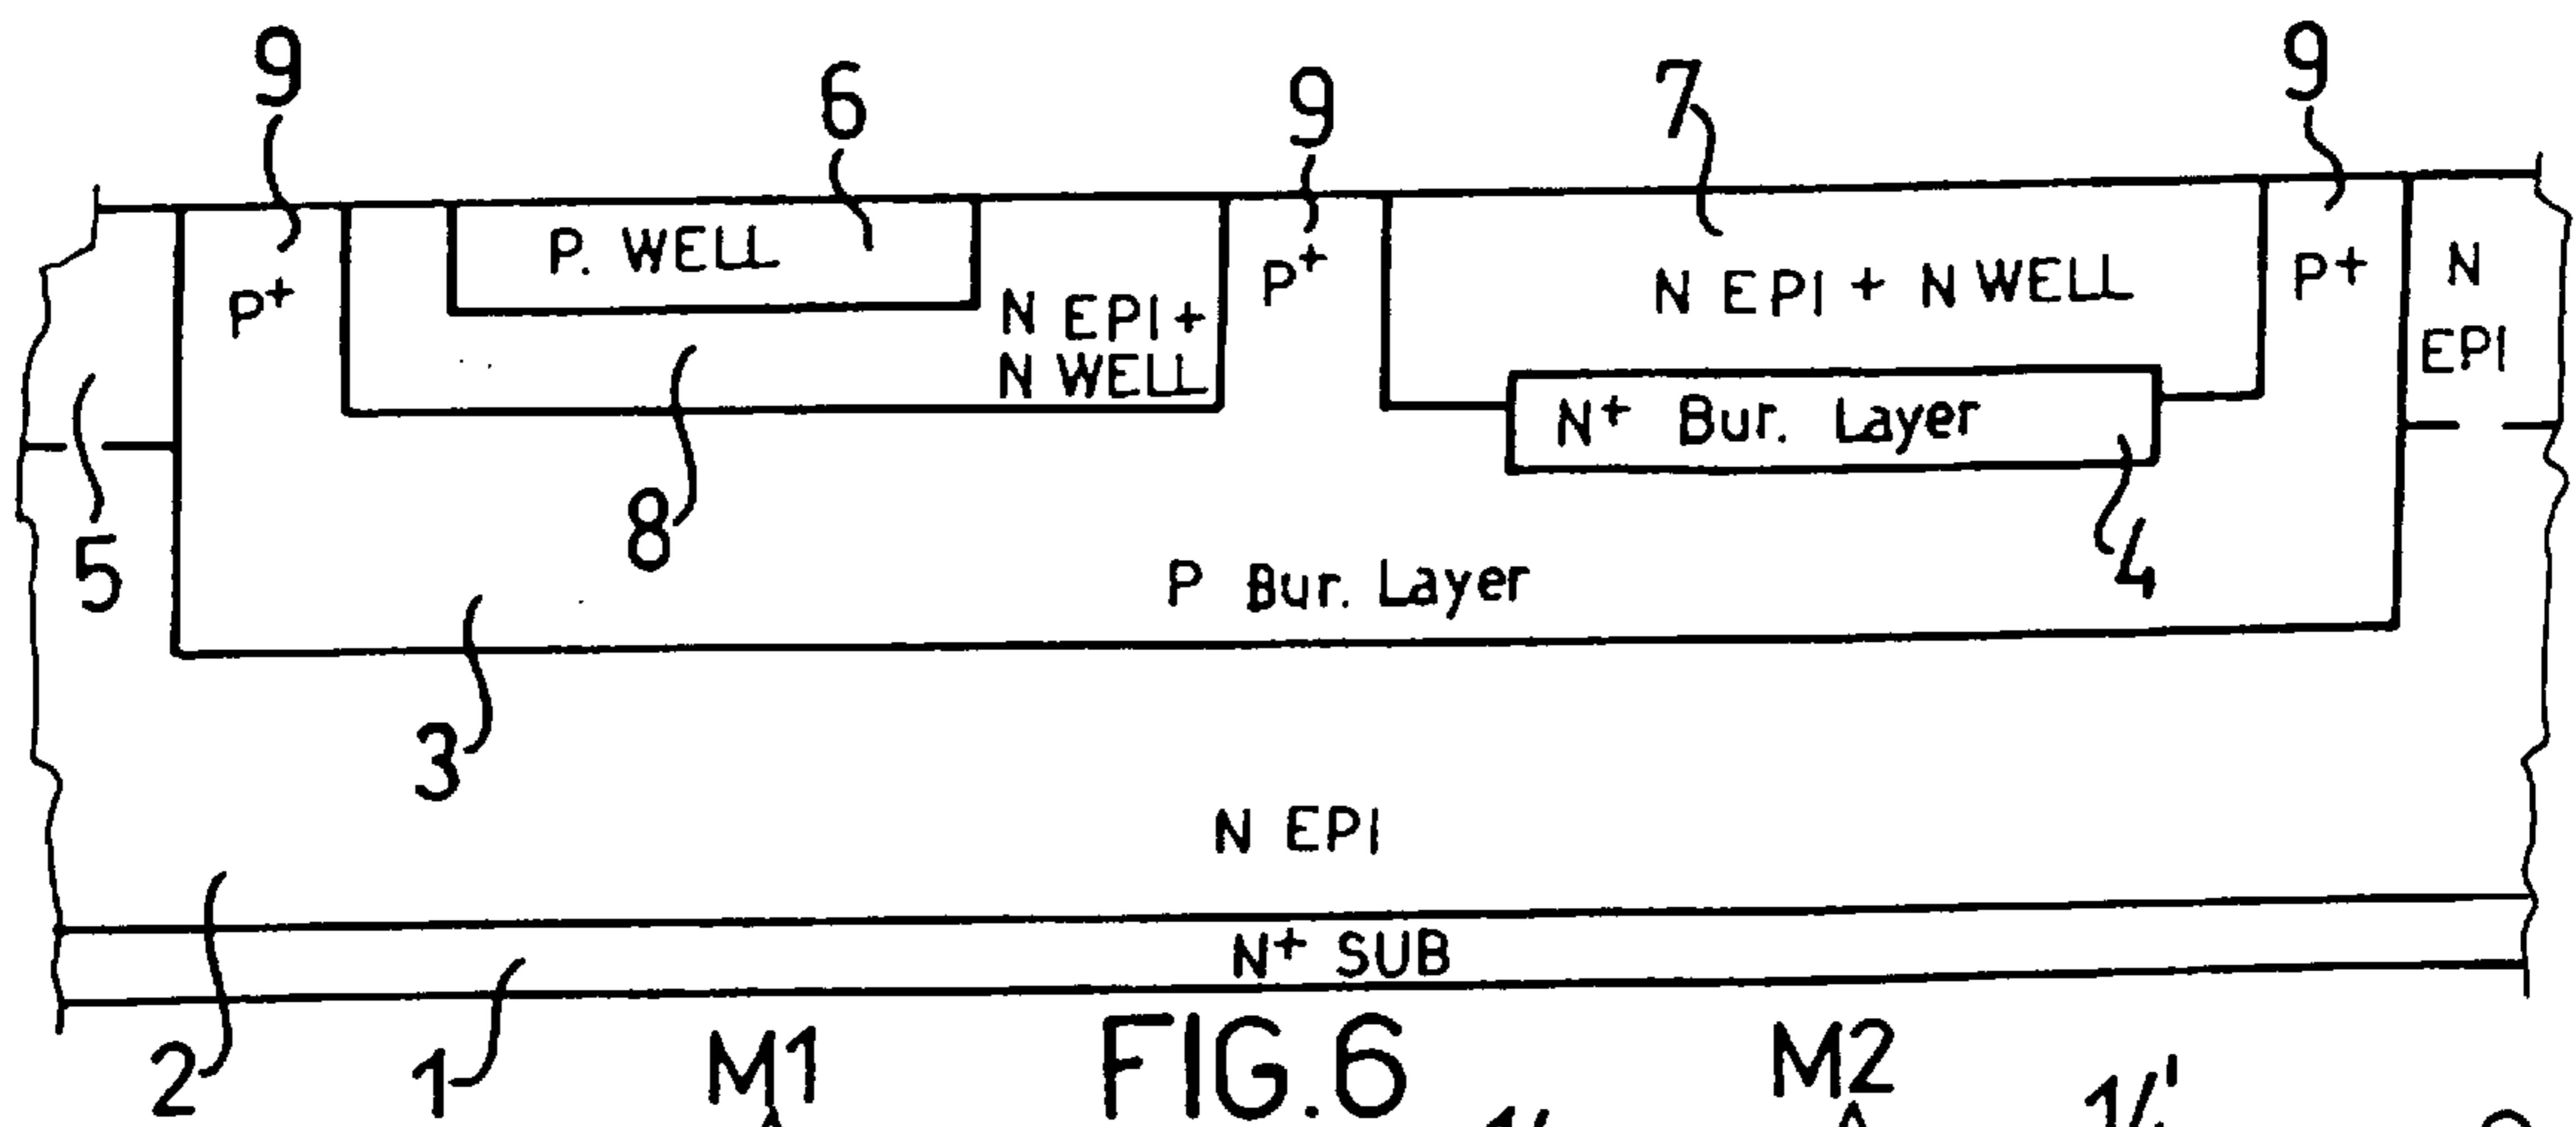 9
6
9
7
9
P. WELL
P+
N EPI +
N WELL
P+
N EPI + N WELL
P+
N
EPI
N+ Bur. Layer
5
8
4
P Bur. Layer
3
N EPI
N+ SUB
2
1
M1
FIG.6
M2